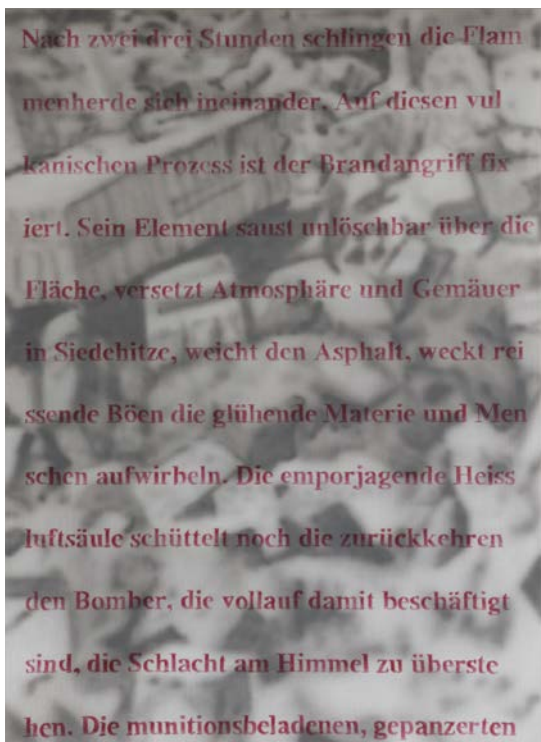 Nach zwei drei Stunden schlingen die Flam
menherde sich ineinander. Auf diesen vul
kanischen Prozess ist der Brandangriff fix
iert. Sein Element saust unlöschbar über die
Fläche, versetzt Atmosphäre und Gemäuer
in Siedehitze, weicht den Asphalt, weckt rei
ssende Böen die glühende Materie und Men
schen aufwirbeln. Die emporjagende Heiss
luftsäule schüttelt noch die zurückkehren
den Bomber, die vollauf damit beschäftigt
sind, die Schlacht am Himmel zu überste
hen. Die munitionsbeladenen, gepanzerten